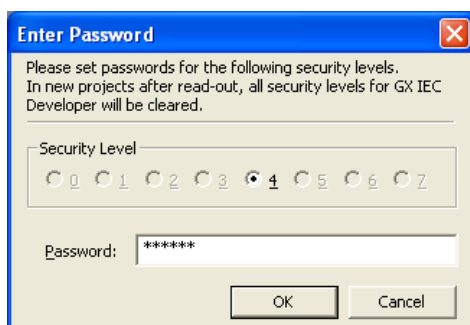 Enter Password
Please set passwords for the following security levels.
In new projects after read-out, all security levels for GX IEC
Developer will be cleared.
Security Level
0 1 2 3 4 5 6 7
Password: ******
OK Cancel